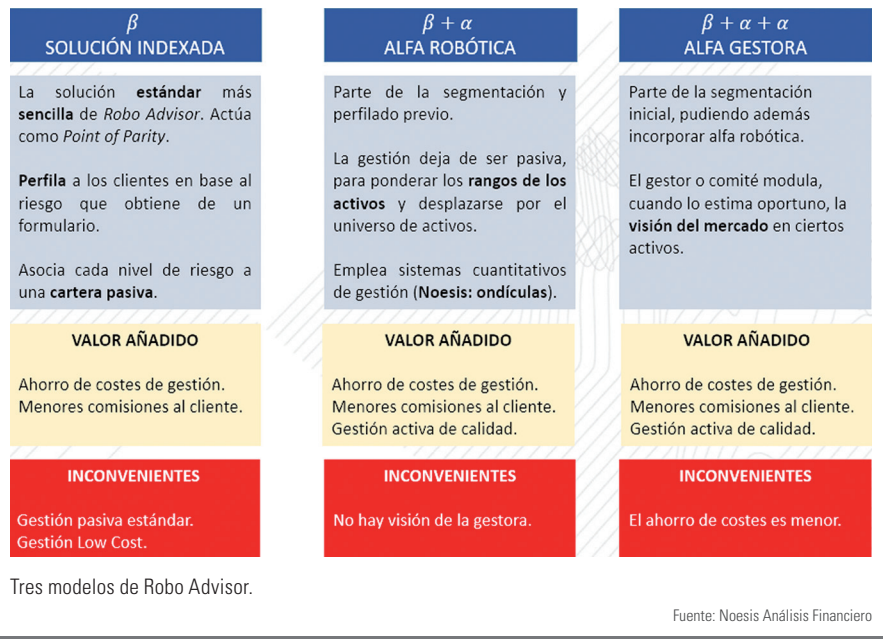 β
SOLUCIÓN INDEXADA
La solución estándar más
sencilla de Robo Advisor. Actúa
como Point of Parity.
Perfila a los clientes en base al
riesgo que obtiene de un
formulario.
Asocia cada nivel de riesgo a
una cartera pasiva.
VALOR AÑADIDO
Ahorro de costes de gestión.
Menores comisiones al cliente.
INCONVENIENTES
Gestión pasiva estándar.
Gestión Low Cost.
β + α
ALFA ROBÓTICA
Parte de la segmentación y
perfilado previo.
La gestión deja de ser pasiva,
para ponderar los rangos de los
activos y desplazarse por el
universo de activos.
Emplea sistemas cuantitativos
de gestión (Noesis: ondículas).
VALOR AÑADIDO
Ahorro de costes de gestión.
Menores comisiones al cliente.
Gestión activa de calidad.
INCONVENIENTES
No hay visión de la gestora.
β + α + α
ALFA GESTORA
Parte de la segmentación
inicial, pudiendo además
incorporar alfa robótica.
El gestor o comité modula,
cuando lo estima oportuno, la
visión del mercado en ciertos
activos.
VALOR AÑADIDO
Ahorro de costes de gestión.
Menores comisiones al cliente.
Gestión activa de calidad.
INCONVENIENTES
El ahorro de costes es menor.
Tres modelos de Robo Advisor.
Fuente: Noesis Análisis Financiero